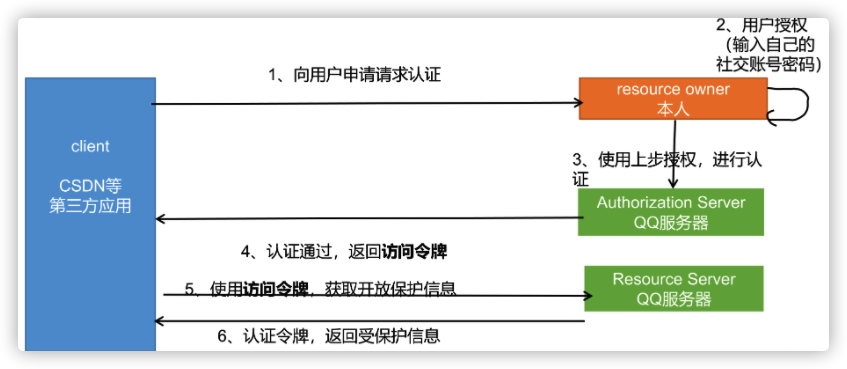 2、用户授权
（输入自己的
社交账号密码）
1、向用户申请请求认证
resource owner
本人
client
CSDN等
第三方应用
3、使用上步授权，进行认
证
Authorization Server
QQ服务器
4、认证通过，返回访问令牌
5、使用访问令牌，获取开放保护信息
Resource Server
QQ服务器
6、认证令牌，返回受保护信息